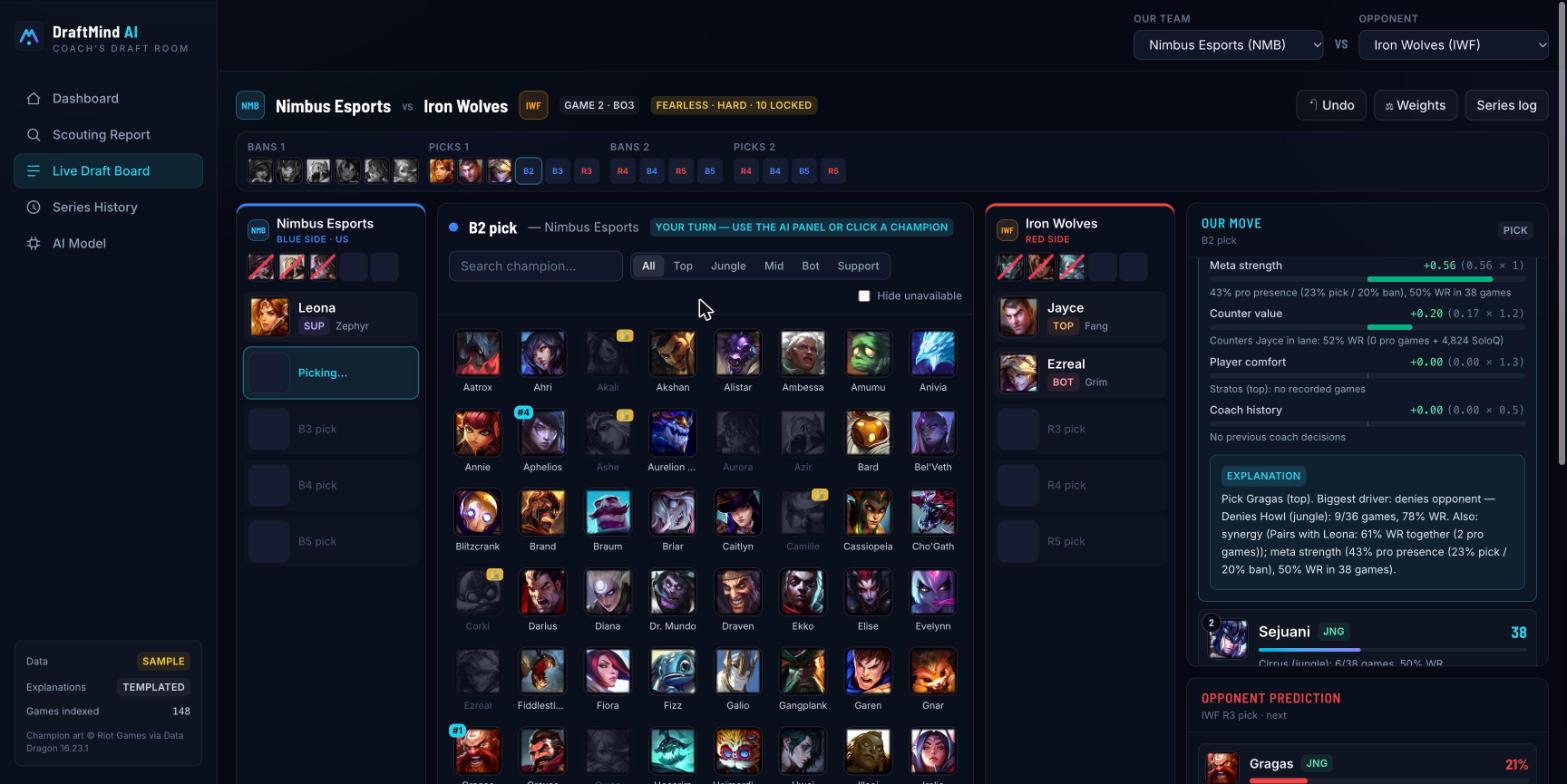 DraftMind AI
COACH'S DRAFT ROOM
Dashboard
Scouting Report
Live Draft Board
Series History
AI Model
Data SAMPLE
Explanations TEMPLATED
Games indexed 148
Champion art © Riot Games via Data
Dragon 16.23.1
OUR TEAM
Nimbus Esports (NMB)
VS
OPPONENT
Iron Wolves (IWF)
NMB Nimbus Esports vs Iron Wolves IWF GAME 2 · BO3 FEARLESS · HARD · 10 LOCKED
Undo Weights Series log
BANS 1 PICKS 1 BANS 2 PICKS 2
B2 B3 R3 R4 B4 R5 B5 R4 B4 B5 R5
NMB Nimbus Esports
BLUE SIDE · US
Leona
SUP Zephyr
Picking...
B3 pick
B4 pick
B5 pick
B2 pick — Nimbus Esports YOUR TURN — USE THE AI PANEL OR CLICK A CHAMPION
Search champion... All Top Jungle Mid Bot Support
Hide unavailable
Aatrox Ahri Akali Akshan Alistar Ambessa Amumu Anivia
#4
Annie Aphelios Ashe Aurelion ... Aurora Azir Bard Bel'Veth
Blitzcrank Brand Braum Briar Caitlyn Camille Cassiopeia Cho'Gath
Corki Darius Diana Dr. Mundo Draven Ekko Elise Evelynn
Ezreal Fiddlesti... Fiora Fizz Galio Gangplank Garen Gnar
#1
IWF Iron Wolves
RED SIDE
Jayce
TOP Fang
Ezreal
BOT Grim
R3 pick
R4 pick
R5 pick
OUR MOVE
B2 pick
PICK
Meta strength +0.56 (0.56 × 1)
43% pro presence (23% pick / 20% ban), 50% WR in 38 games
Counter value +0.20 (0.17 × 1.2)
Counters Jayce in lane: 52% WR (0 pro games + 4,824 SoloQ)
Player comfort +0.00 (0.00 × 1.3)
Stratos (top): no recorded games
Coach history +0.00 (0.00 × 0.5)
No previous coach decisions
EXPLANATION
Pick Gragas (top). Biggest driver: denies opponent —
Denies Howl (jungle): 9/36 games, 78% WR. Also:
synergy (Pairs with Leona: 61% WR together (2 pro
games)); meta strength (43% pro presence (23% pick /
20% ban), 50% WR in 38 games).
2 Sejuani JNG 38
Cirrus (jungle): 6/38 games, 50% WR
OPPONENT PREDICTION
IWF R3 pick · next
Gragas JNG 21%